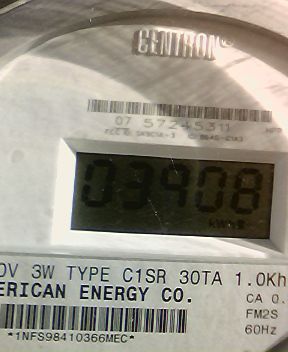 CENTRON®
07 57245311
03908
kWh
0V 3W TYPE C1SR 30TA 1.0Kh
ERICAN ENERGY CO.
CA 0.
FM2S
60Hz
*1NFS98410366MEC*